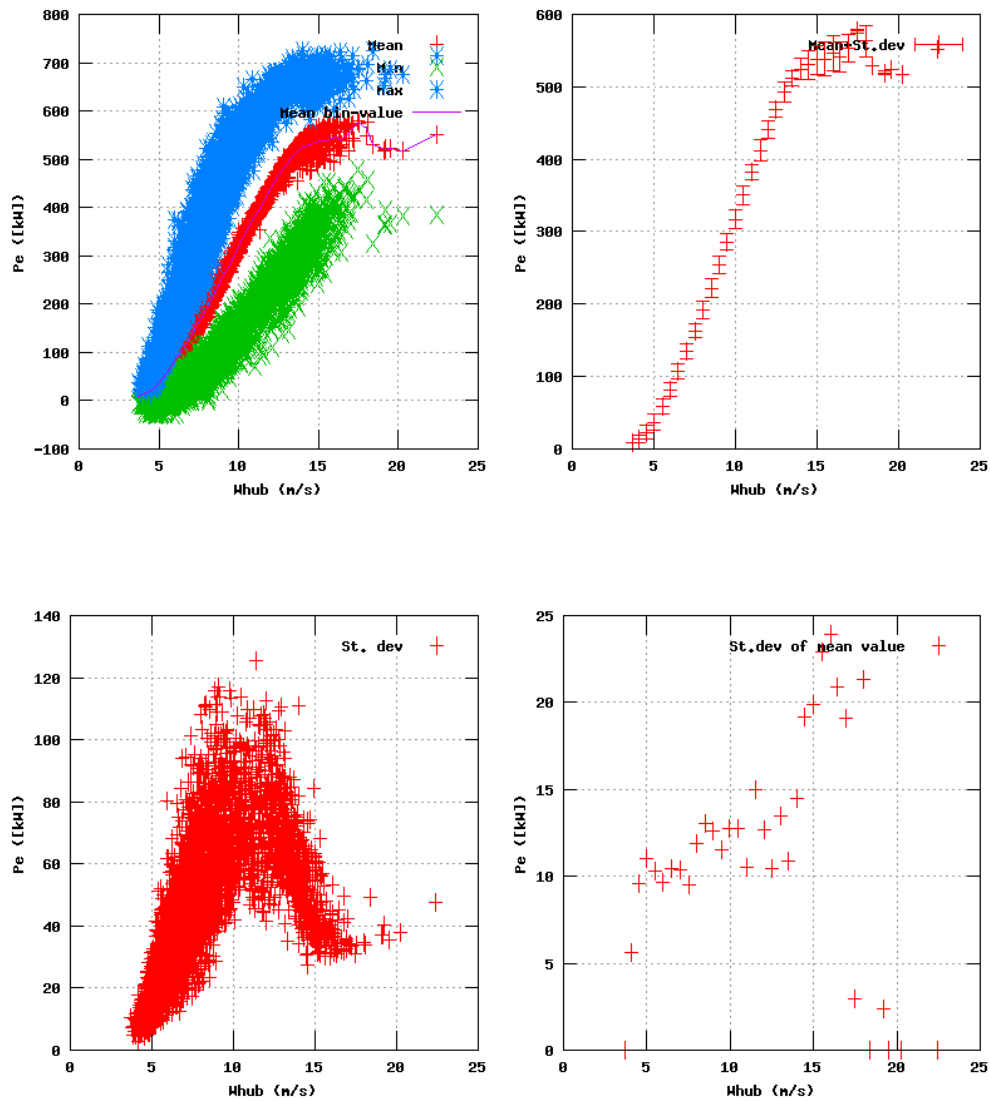 800
700
600
500
400
300
200
100
0
-100
Pe ([kW])
0 5 10 15 20 25
Whub (m/s)
Mean
Min
max
Mean bin-value
600
500
400
300
200
100
0
Pe ([kW])
0 5 10 15 20 25
Whub (m/s)
Mean+St.dev
140
120
100
80
60
40
20
0
Pe ([kW])
0 5 10 15 20 25
Whub (m/s)
St. dev
25
20
15
10
5
0
Pe ([kW])
0 5 10 15 20 25
Whub (m/s)
St.dev of mean value